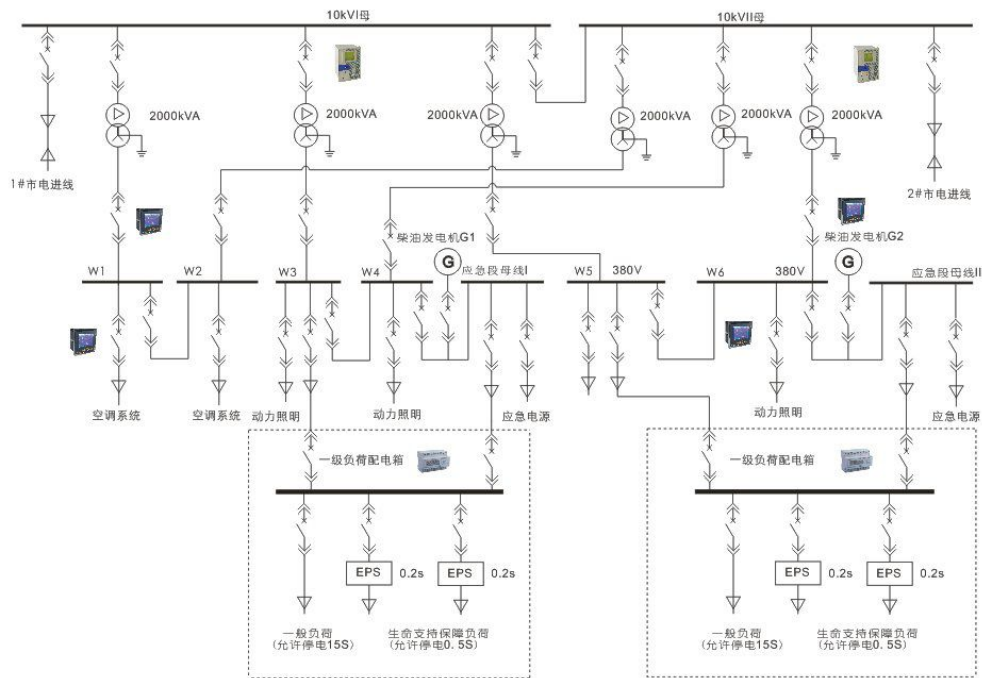 10kVI母
10kVII母
2000kVA
2000kVA
2000kVA
2000kVA
2000kVA
2000kVA
1#市电进线
2#市电进线
柴油发电机G1
柴油发电机G2
G
G
W1
W2
W3
W4
应急段母线I
W5
380V
W6
380V
应急段母线II
空调系统
空调系统
动力照明
动力照明
应急电源
动力照明
应急电源
一级负荷配电箱
一级负荷配电箱
EPS
0.2s
EPS
0.2s
EPS
0.2s
EPS
0.2s
一般负荷
(允许停电15S)
生命支持保障负荷
(允许停电0.5S)
一般负荷
(允许停电15S)
生命支持保障负荷
(允许停电0.5S)